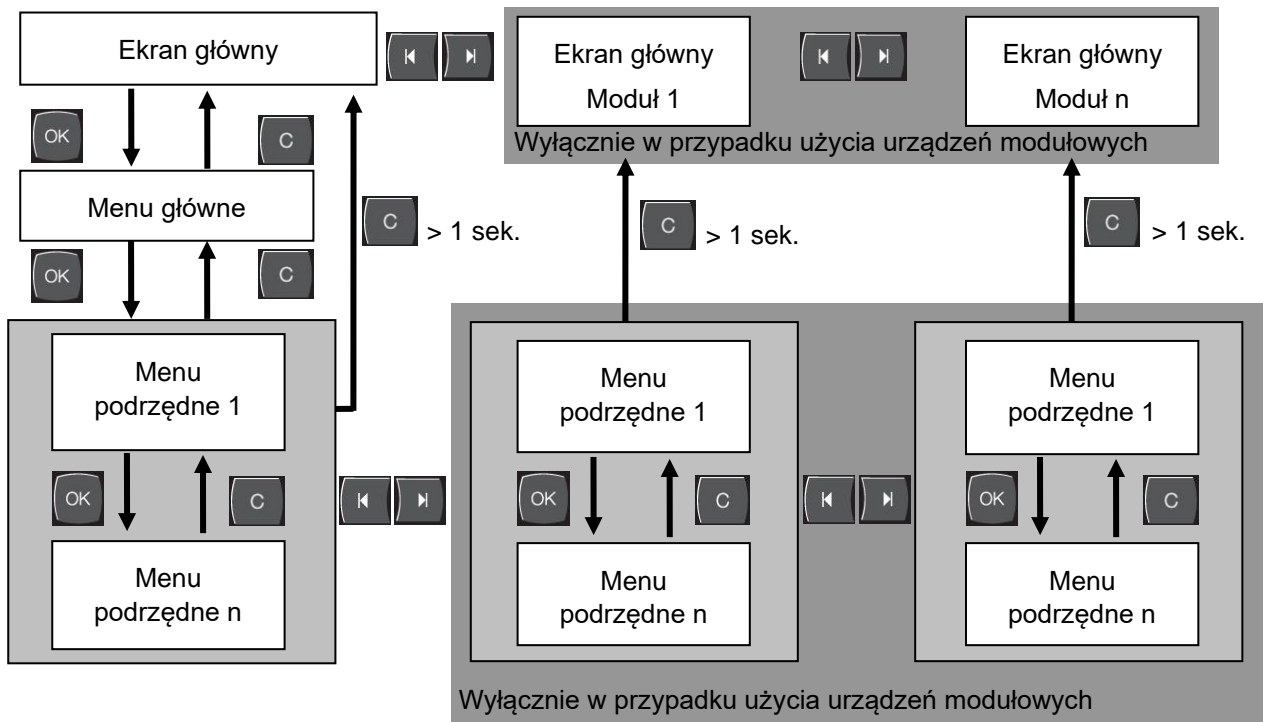 Ekran główny
Ekran główny
Moduł 1
Ekran główny
Moduł n
Wyłącznie w przypadku użycia urządzeń modułowych
OK
C
Menu główne
C > 1 sek.
C > 1 sek.
C > 1 sek.
OK
C
Menu
podrzędne 1
Menu
podrzędne 1
Menu
podrzędne 1
OK
C
OK
C
OK
C
Menu
podrzędne n
Menu
podrzędne n
Menu
podrzędne n
Wyłącznie w przypadku użycia urządzeń modułowych